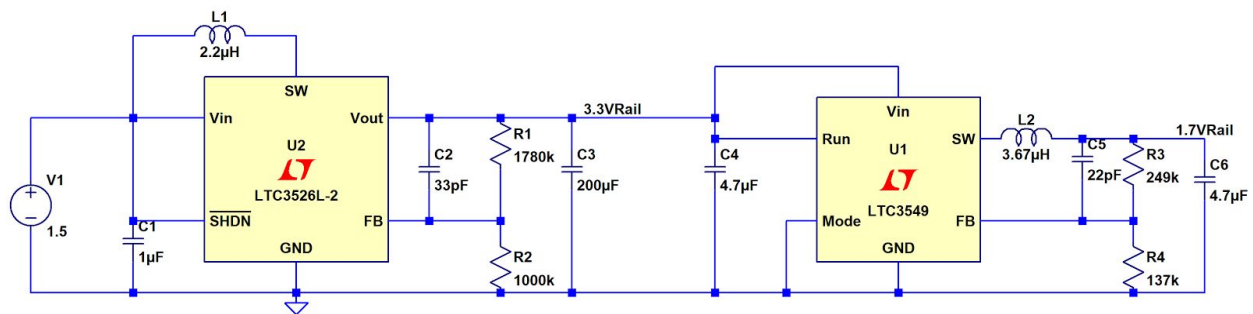 L1
2.2µH
SW
Vin
Vout
U2
LTC3526L-2
SHDN
FB
GND
V1
1.5
C1
1µF
C2
33pF
R1
1780k
R2
1000k
C3
200µF
3.3VRail
C4
4.7µF
Vin
Run
SW
U1
LTC3549
Mode
FB
GND
L2
3.67µH
C5
22pF
R3
249k
R4
137k
1.7VRail
C6
4.7µF